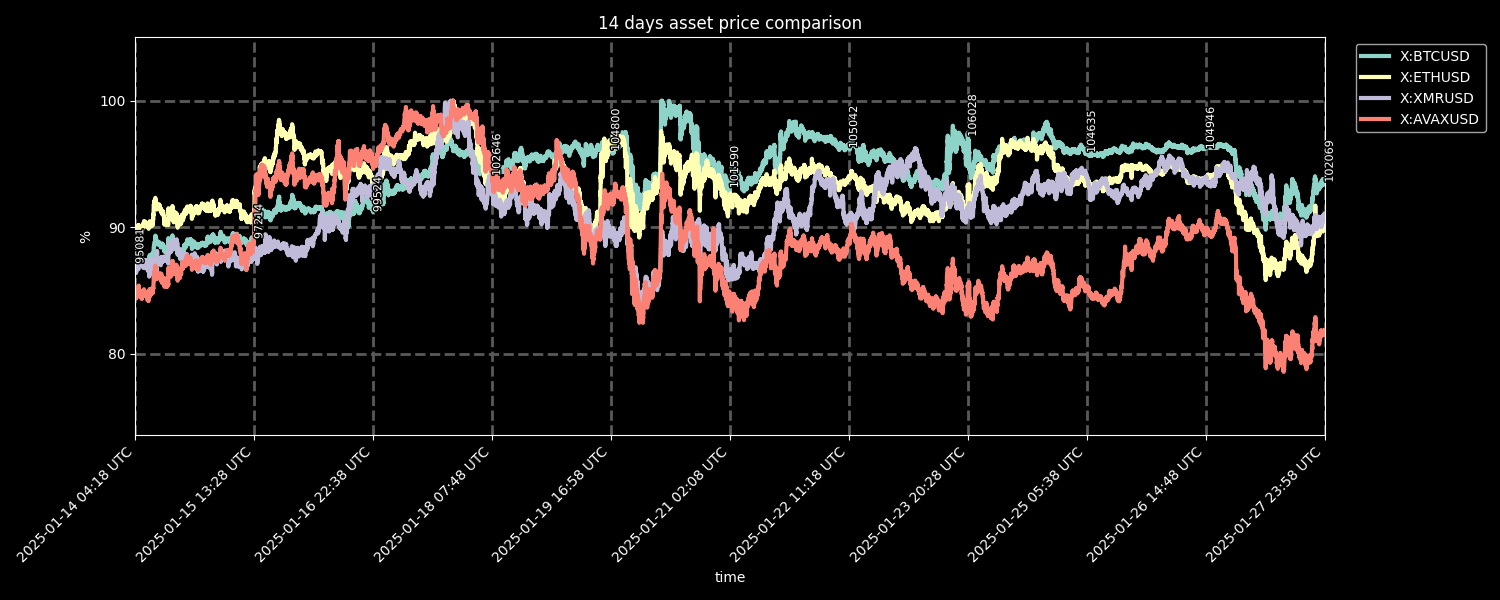 14 days asset price comparison
X:BTCUSD
X:ETHUSD
X:XMRUSD
X:AVAXUSD
%
100
90
80
95081
97214
99524
102646
104800
101590
105042
106028
104635
104946
102069
2025-01-14 04:18 UTC
2025-01-15 13:28 UTC
2025-01-16 22:38 UTC
2025-01-18 07:48 UTC
2025-01-19 16:58 UTC
2025-01-21 02:08 UTC
2025-01-22 11:18 UTC
2025-01-23 20:28 UTC
2025-01-25 05:38 UTC
2025-01-26 14:48 UTC
2025-01-27 23:58 UTC
time